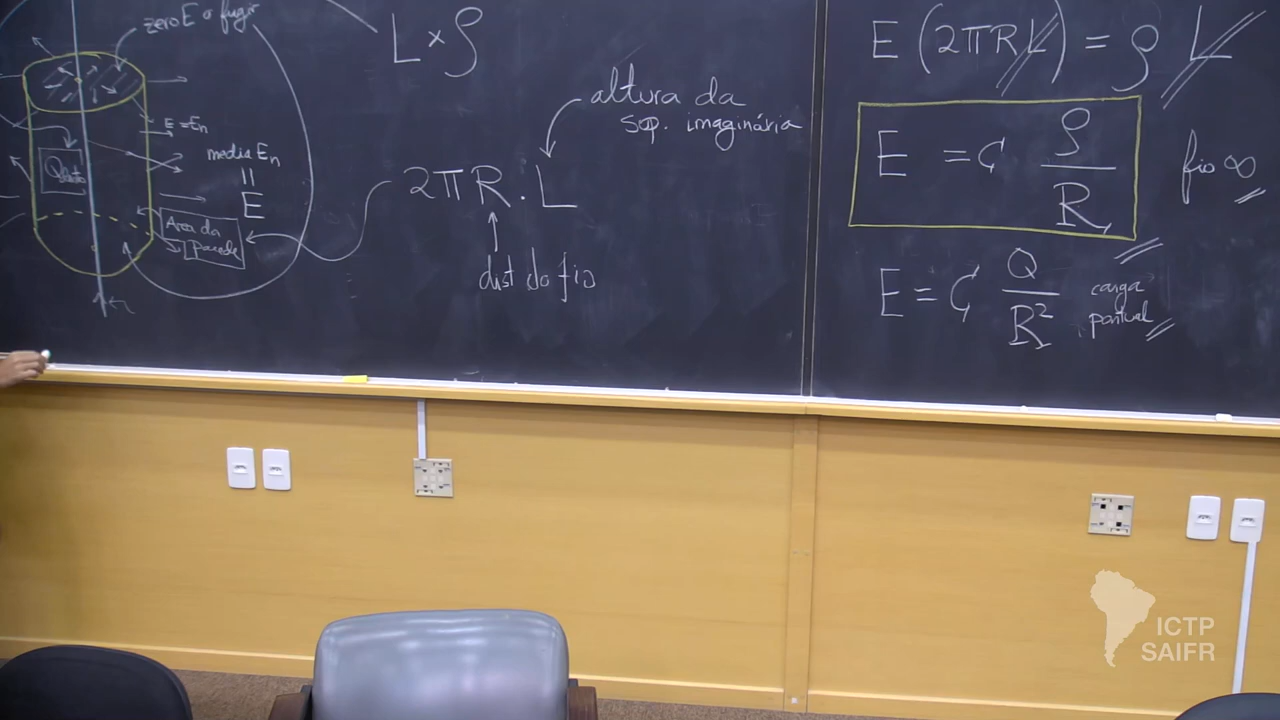 zero E a fugir
L × ρ
E = En
media En
=
E
Area da
Parede
altura da
sup. imaginária
2πR . L
dist do fio
E (2πRL) = ρ L
E = C ρ/R
fio ∞
E = C Q/R²
carga
pontual
ICTP
SAIFR